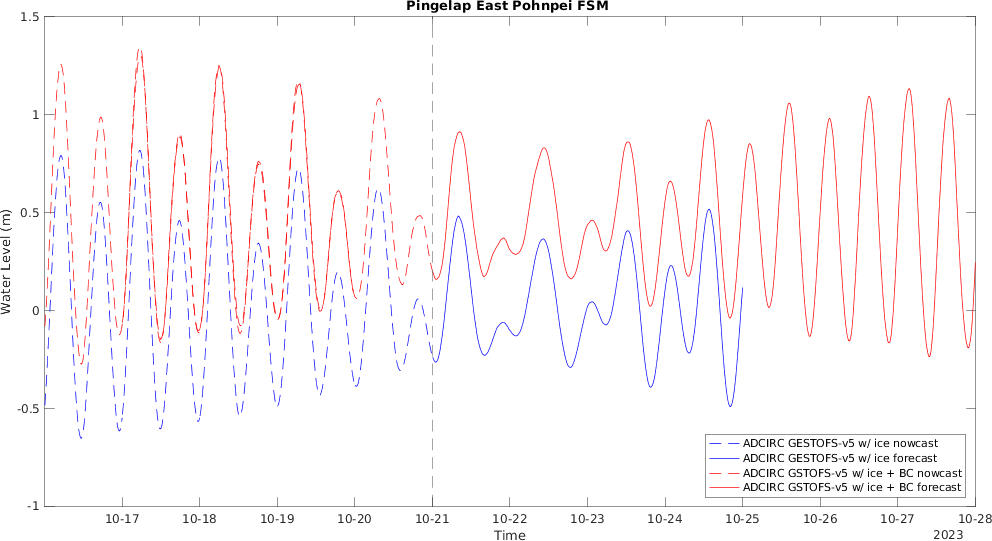 Pingelap East Pohnpei FSM
1.5
1
0.5
0
-0.5
-1
Water Level (m)
10-17 10-18 10-19 10-20 10-21 10-22 10-23 10-24 10-25 10-26 10-27 10-28
Time
2023
ADCIRC GESTOFS-v5 w/ ice nowcast
ADCIRC GESTOFS-v5 w/ ice forecast
ADCIRC GSTOFS-v5 w/ ice + BC nowcast
ADCIRC GSTOFS-v5 w/ ice + BC forecast